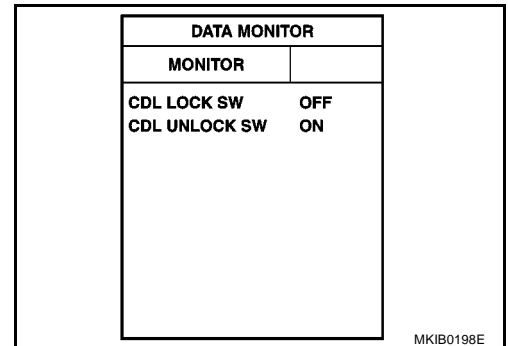 DATA MONITOR
MONITOR
CDL LOCK SW OFF
CDL UNLOCK SW ON
MKIB0198E